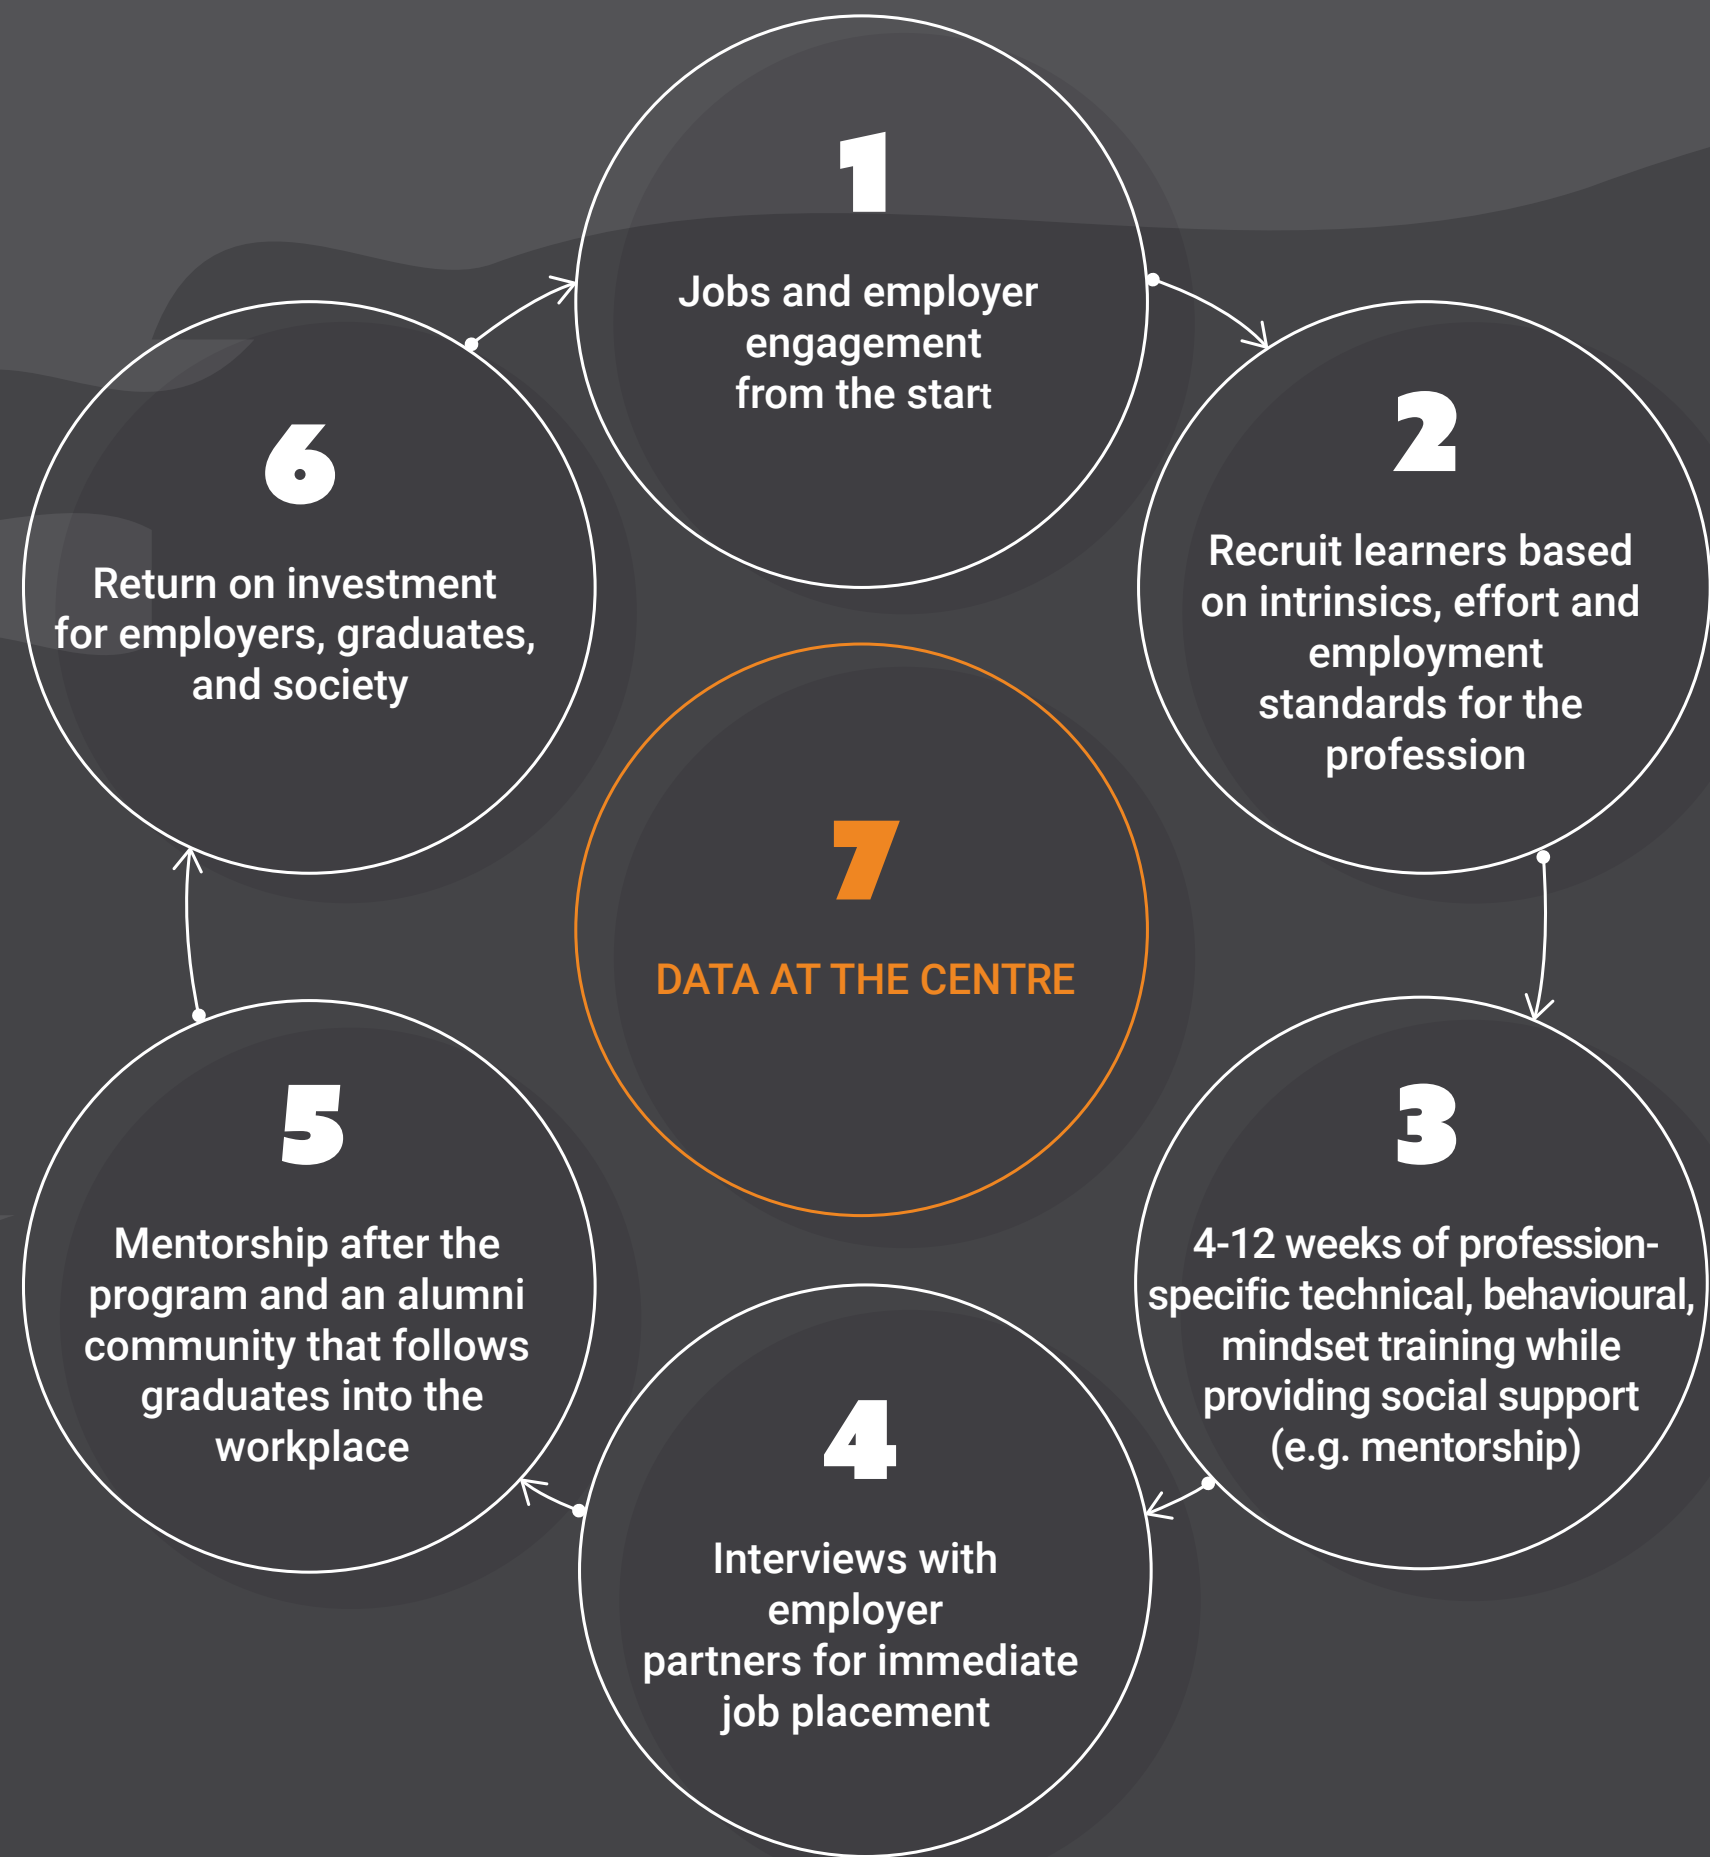 1
Jobs and employer
engagement
from the start
2
Recruit learners based
on intrinsics, effort and
employment
standards for the
profession
3
4-12 weeks of profession-
specific technical, behavioural,
mindset training while
providing social support
(e.g. mentorship)
4
Interviews with
employer
partners for immediate
job placement
5
Mentorship after the
program and an alumni
community that follows
graduates into the
workplace
6
Return on investment
for employers, graduates,
and society
7
DATA AT THE CENTRE